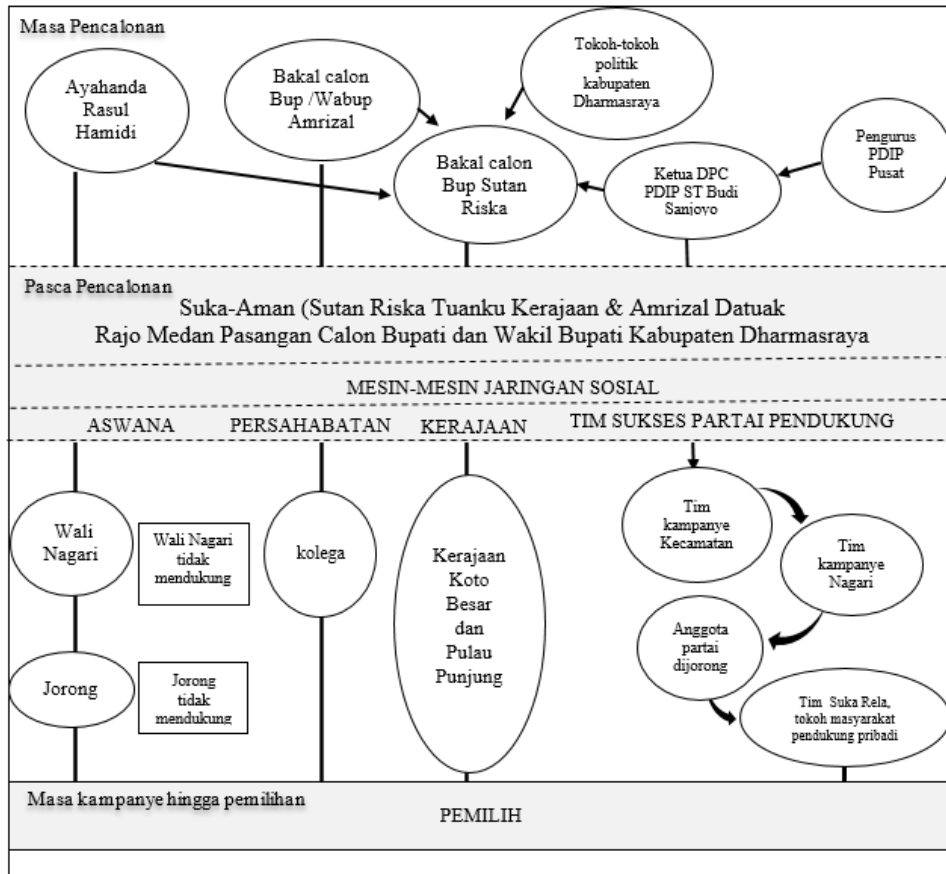 Masa Pencalonan
Ayahanda
Rasul
Hamidi
Bakal calon
Bup /Wabup
Amrizal
Tokoh-tokoh
politik
kabupaten
Dharmasraya
Bakal calon
Bup Sutan
Riska
Ketua DPC
PDIP ST Budi
Sanjoyo
Pengurus
PDIP
Pusat
Pasca Pencalonan
Suka-Aman (Sutan Riska Tuanku Kerajaan & Amrizal Datuak
Rajo Medan Pasangan Calon Bupati dan Wakil Bupati Kabupaten Dharmasraya
MESIN-MESIN JARINGAN SOSIAL
ASWANA
PERSAHABATAN
KERAJAAN
TIM SUKSES PARTAI PENDUKUNG
Wali
Nagari
Wali Nagari
tidak
mendukung
kolega
Kerajaan
Koto
Besar
dan
Pulau
Punjung
Tim
kampanye
Kecamatan
Tim
kampanye
Nagari
Anggota
partai
dijorong
Jorong
Jorong
tidak
mendukung
Tim Suka Rela,
tokoh masyarakat
pendukung pribadi
Masa kampanye hingga pemilihan
PEMILIH